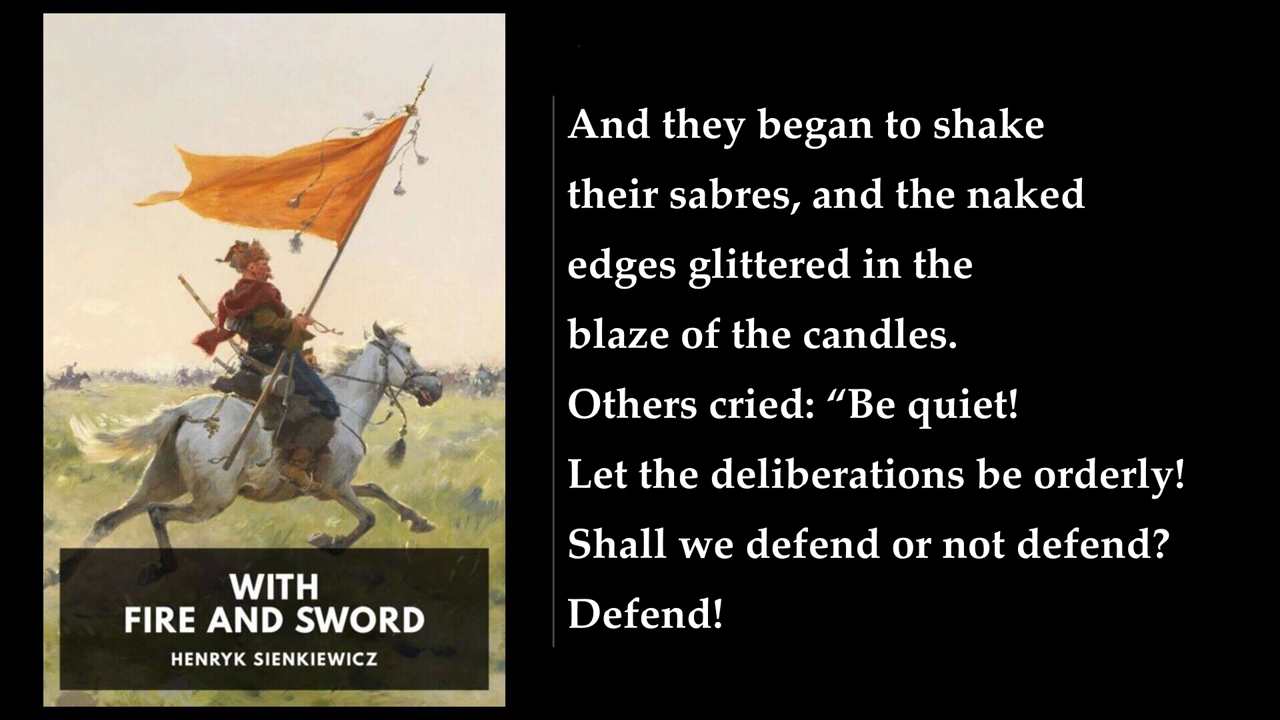 WITH
FIRE AND SWORD
HENRYK SIENKIEWICZ
And they began to shake
their sabres, and the naked
edges glittered in the
blaze of the candles.
Others cried: “Be quiet!
Let the deliberations be orderly!
Shall we defend or not defend?
Defend!